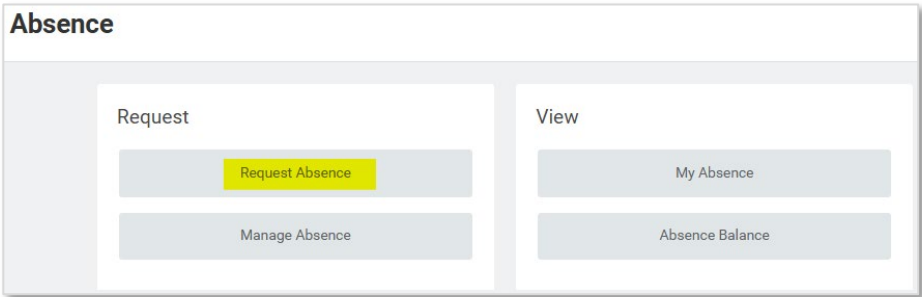 Absence
Request
Request Absence
Manage Absence
View
My Absence
Absence Balance